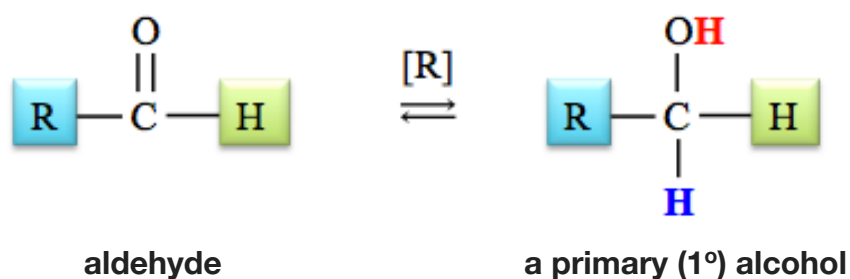 O OH
[R]
R C H R C H
H
aldehyde a primary (1º) alcohol